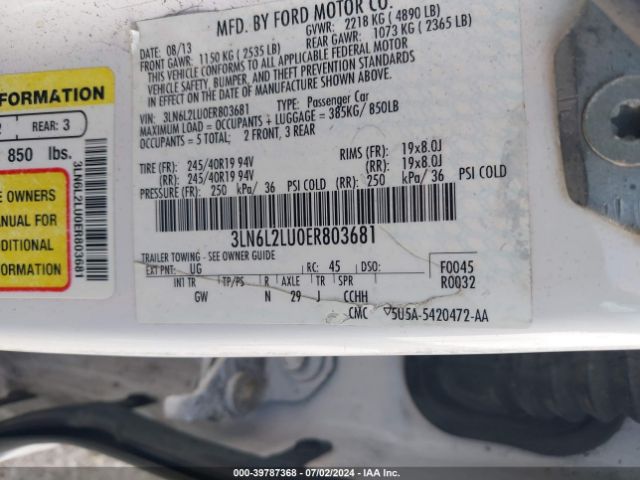 MFD. BY FORD MOTOR CO.
DATE: 08/13 GVWR: 2218 KG ( 4890 LB)
FRONT GAWR: 1150 KG ( 2535 LB) REAR GAWR: 1073 KG ( 2365 LB)
THIS VEHICLE CONFORMS TO ALL APPLICABLE FEDERAL MOTOR
VEHICLE SAFETY, BUMPER, AND THEFT PREVENTION STANDARDS
IN EFFECT ON THE DATE OF MANUFACTURE SHOWN ABOVE.
VIN: 3LN6L2LU0ER803681 TYPE: Passenger Car
MAXIMUM LOAD = OCCUPANTS + LUGGAGE = 385KG/ 850LB
OCCUPANTS = 5 TOTAL; 2 FRONT, 3 REAR
TIRE (FR): 245/40R19 94V RIMS (FR): 19x8.0J
(RR): 245/40R19 94V (RR): 19x8.0J
PRESSURE (FR): 250 kPa/ 36 PSI COLD (RR): 250 kPa/ 36 PSI COLD
3LN6L2LU0ER803681
TRAILER TOWING - SEE OWNER GUIDE
EXT PNT: UG RC: 45 DSO: F0045
INT TR TP/PS R AXLE TR SPR R0032
GW N 29 J CCHH
CMC 5U5A-5420472-AA
FORMATION
2 REAR: 3
850 lbs.
E OWNERS
ANUAL FOR
DDITIONAL
FORMATION
3LN6L2LU0ER803681
000-39787368 - 07/02/2024 - IAA Inc.